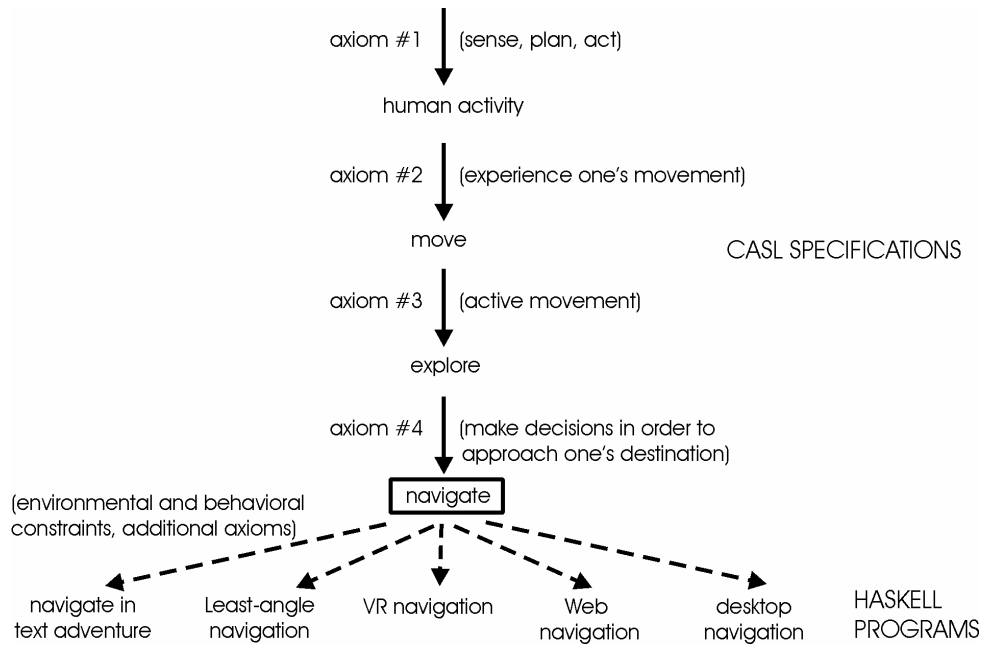 axiom #1 (sense, plan, act)
human activity
axiom #2 (experience one's movement)
move
CASL SPECIFICATIONS
axiom #3 (active movement)
explore
axiom #4 (make decisions in order to
approach one's destination)
navigate
(environmental and behavioral
constraints, additional axioms)
navigate in
text adventure
Least-angle
navigation
VR navigation
Web
navigation
desktop
navigation
HASKELL
PROGRAMS